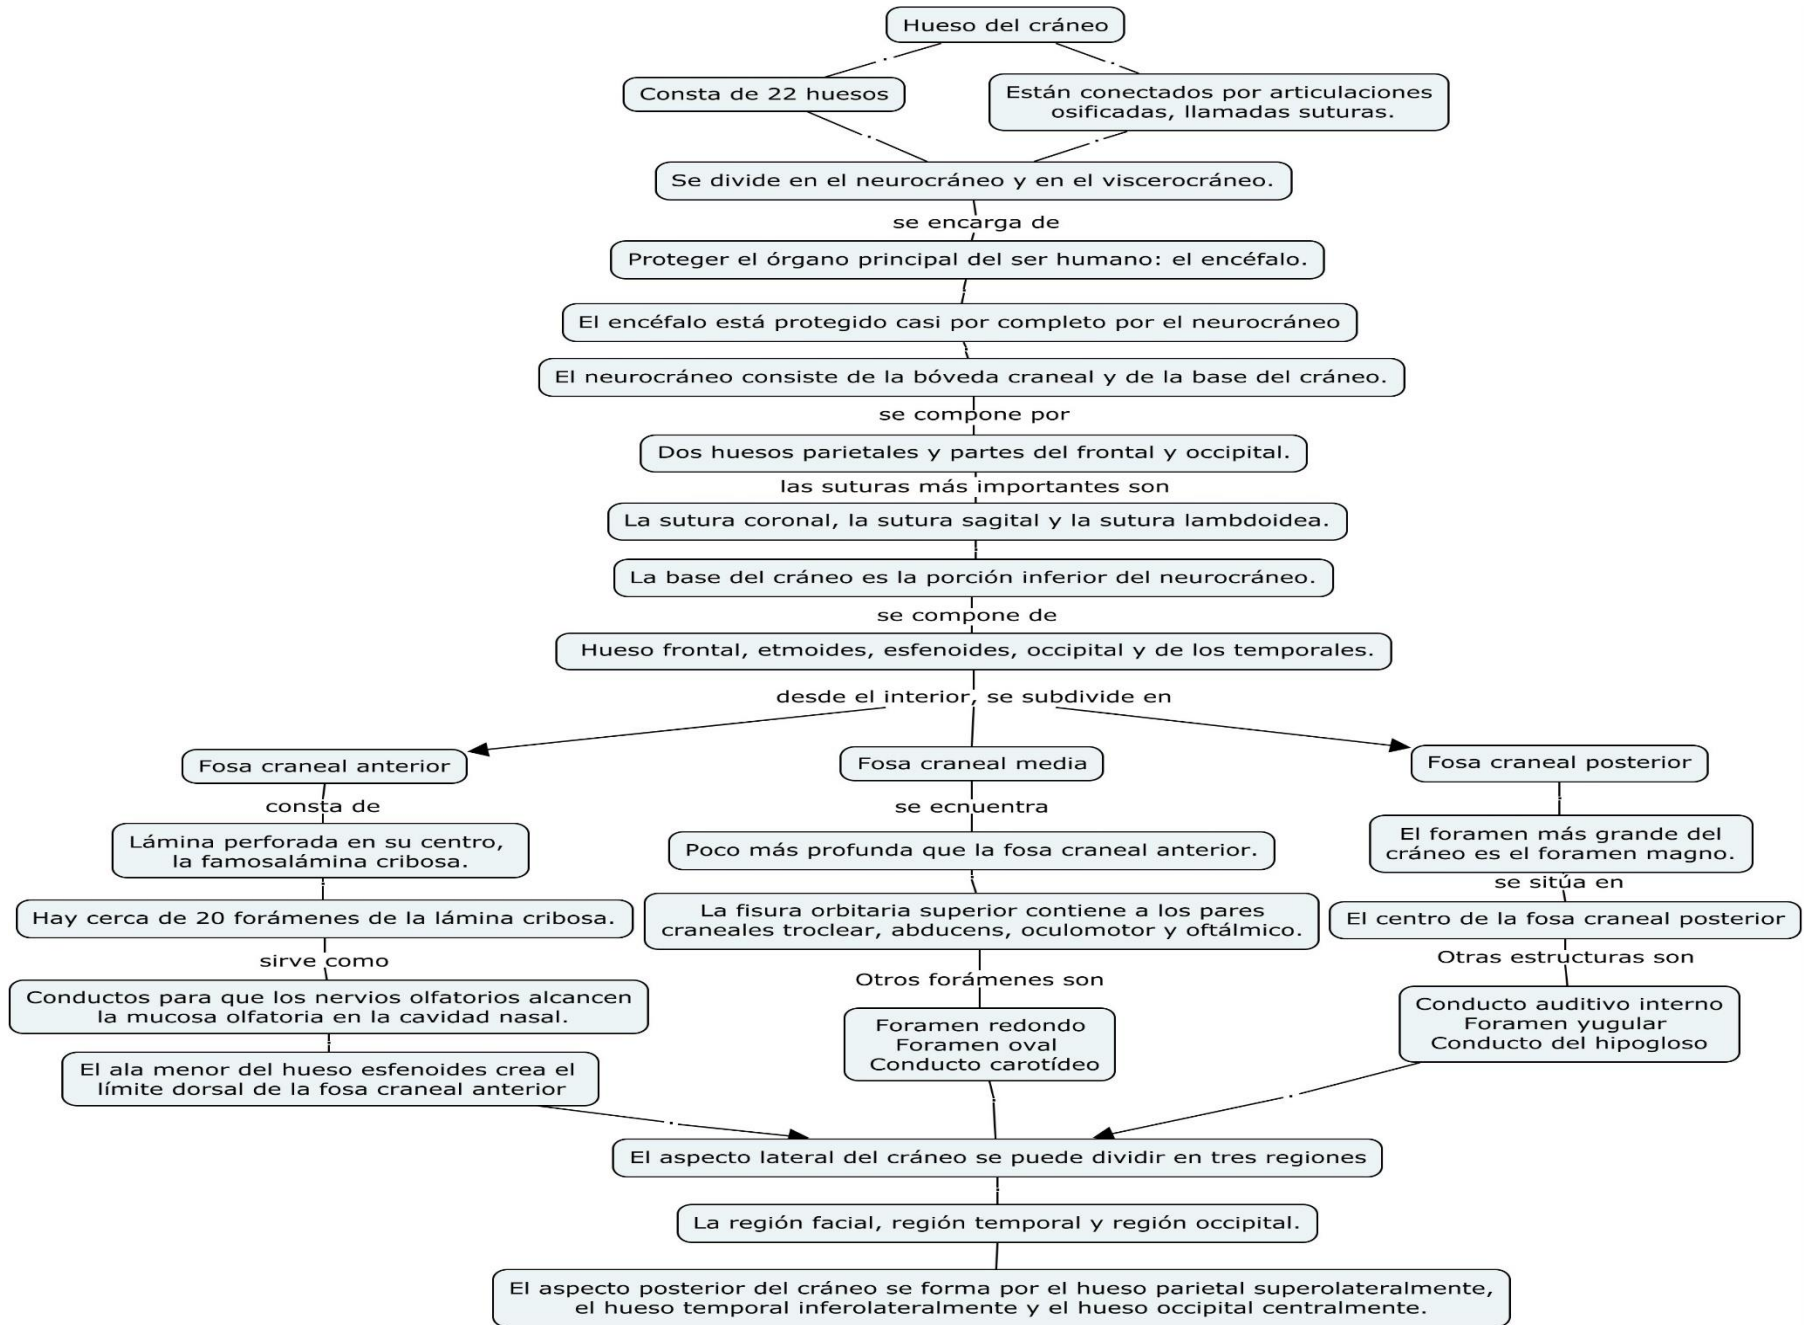 Hueso del cráneo
Consta de 22 huesos
Están conectados por articulaciones
osificadas, llamadas suturas.
Se divide en el neurocráneo y en el viscerocráneo.
se encarga de
Proteger el órgano principal del ser humano: el encéfalo.
El encéfalo está protegido casi por completo por el neurocráneo
El neurocráneo consiste de la bóveda craneal y de la base del cráneo.
se compone por
Dos huesos parietales y partes del frontal y occipital.
las suturas más importantes son
La sutura coronal, la sutura sagital y la sutura lambdoidea.
La base del cráneo es la porción inferior del neurocráneo.
se compone de
Hueso frontal, etmoides, esfenoides, occipital y de los temporales.
desde el interior, se subdivide en
Fosa craneal anterior
consta de
Lámina perforada en su centro,
la famosalámina cribosa.
Hay cerca de 20 forámenes de la lámina cribosa.
sirve como
Conductos para que los nervios olfatorios alcancen
la mucosa olfatoria en la cavidad nasal.
El ala menor del hueso esfenoides crea el
límite dorsal de la fosa craneal anterior
Fosa craneal media
se ecnuentra
Poco más profunda que la fosa craneal anterior.
La fisura orbitaria superior contiene a los pares
craneales troclear, abducens, oculomotor y oftálmico.
Otros forámenes son
Foramen redondo
Foramen oval
Conducto carotídeo
Fosa craneal posterior
El foramen más grande del
cráneo es el foramen magno.
se sitúa en
El centro de la fosa craneal posterior
Otras estructuras son
Conducto auditivo interno
Foramen yugular
Conducto del hipogloso
El aspecto lateral del cráneo se puede dividir en tres regiones
La región facial, región temporal y región occipital.
El aspecto posterior del cráneo se forma por el hueso parietal superolateralmente,
el hueso temporal inferolateralmente y el hueso occipital centralmente.